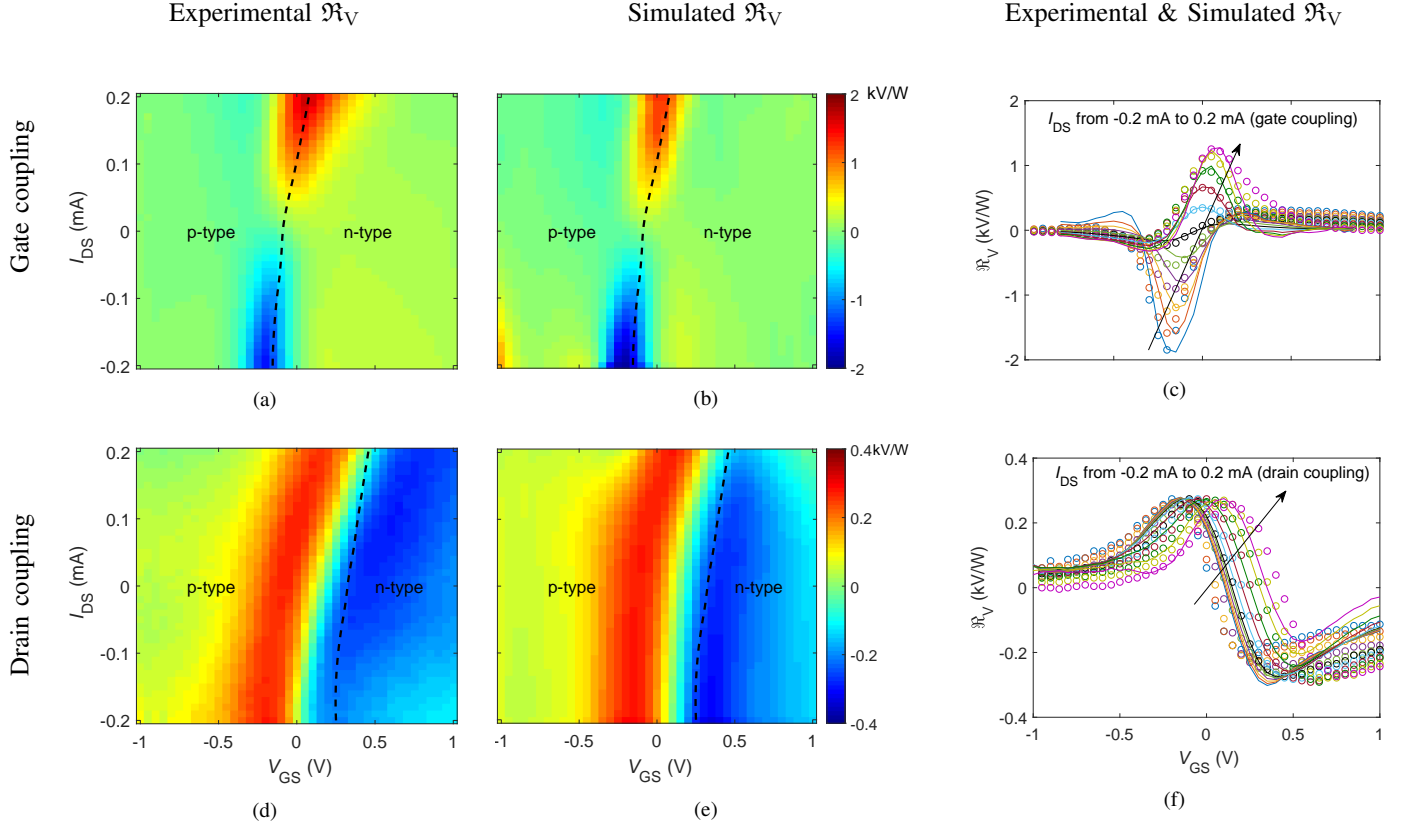 Experimental ℜV
Simulated ℜV
Experimental & Simulated ℜV
Gate coupling
0.2
0.1
0
-0.1
-0.2
IDS (mA)
p-type
n-type
(a)
p-type
n-type
2 kV/W
1
0
-1
-2
(b)
2
1
0
-1
-2
ℜV (kV/W)
IDS from -0.2 mA to 0.2 mA (gate coupling)
(c)
Drain coupling
0.2
0.1
0
-0.1
-0.2
IDS (mA)
p-type
n-type
-1 -0.5 0 0.5 1
VGS (V)
(d)
p-type
n-type
-1 -0.5 0 0.5 1
VGS (V)
0.4kV/W
0.2
0
-0.2
-0.4
(e)
0.4
0.2
0
-0.2
-0.4
ℜV (kV/W)
IDS from -0.2 mA to 0.2 mA (drain coupling)
-1 -0.5 0 0.5 1
VGS (V)
(f)